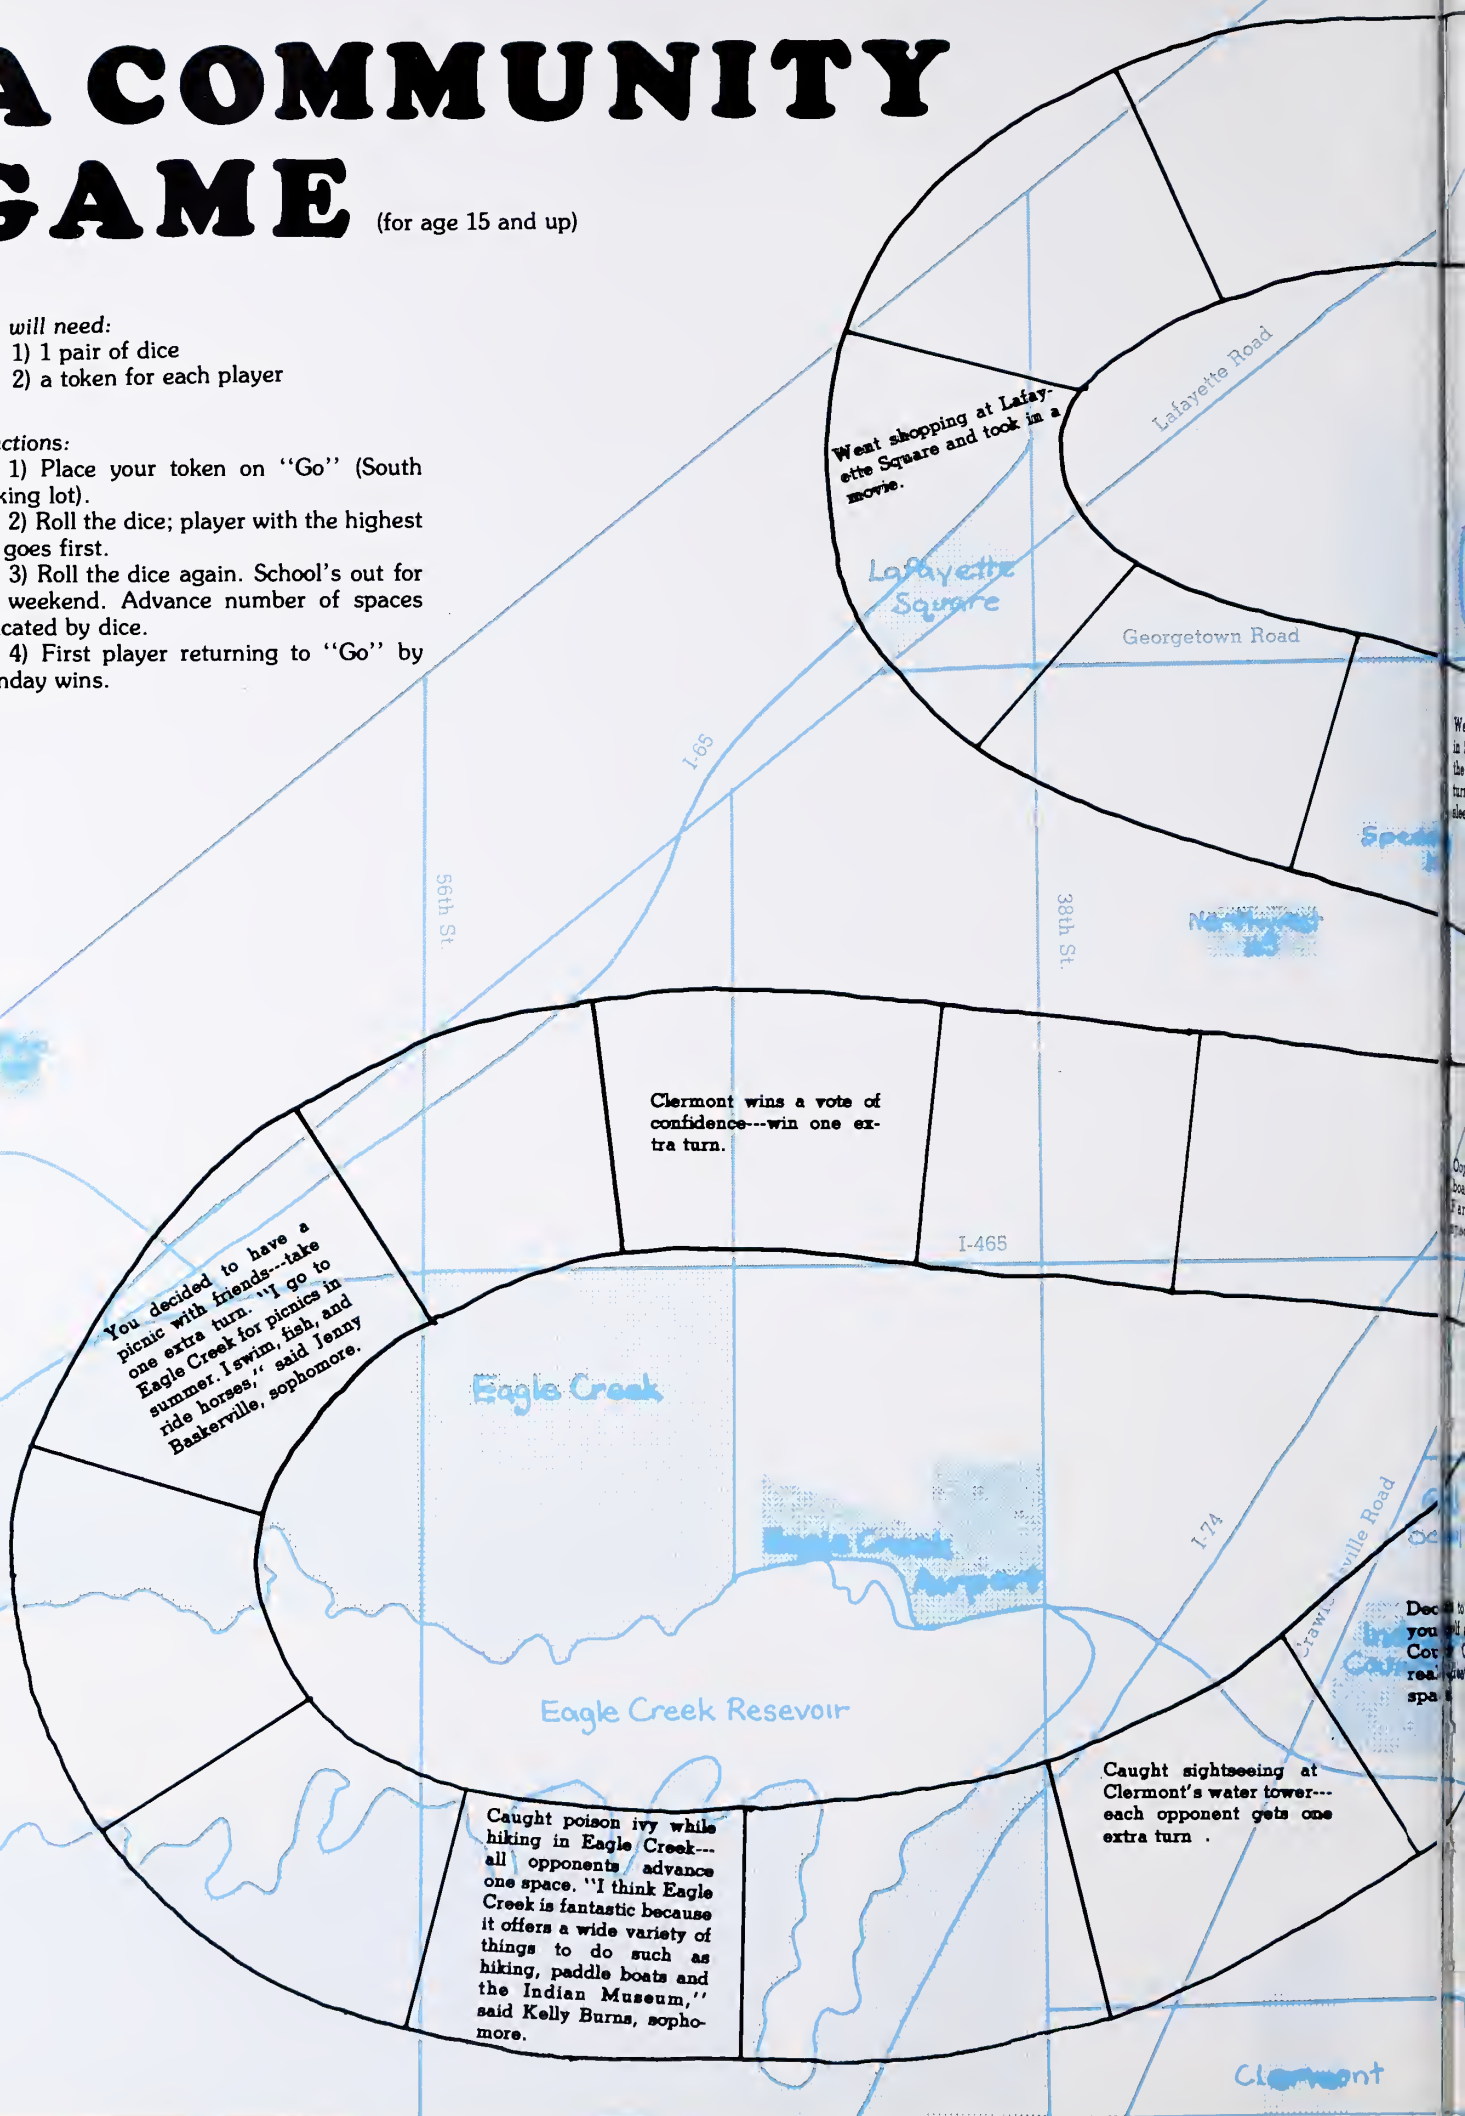 A COMMUNITY
GAME (for age 15 and up)
will need:
1) 1 pair of dice
2) a token for each player
ctions:
1) Place your token on "Go" (South
king lot).
2) Roll the dice; player with the highest
goes first.
3) Roll the dice again. School's out for
weekend. Advance number of spaces
cated by dice.
4) First player returning to "Go" by
nday wins.
Lafayette Road
Went shopping at Lafay-
ette Square and took in a
movie.
Lafayette
Square
Georgetown Road
I-65
56th St.
38th St.
Northwest
Clermont wins a vote of
confidence---win one ex-
tra turn.
I-465
You decided to have a
picnic with friends---take
one extra turn. "I go to
Eagle Creek for picnics in
summer. I swim, fish, and
ride horses," said Jenny
Baskerville, sophomore.
Eagle Creek
Eagle Creek
Airport
I-74
Crawfordsville Road
Eagle Creek Resevoir
Caught sightseeing at
Clermont's water tower---
each opponent gets one
extra turn .
Caught poison ivy while
hiking in Eagle Creek---
all opponents advance
one space. "I think Eagle
Creek is fantastic because
it offers a wide variety of
things to do such as
hiking, paddle boats and
the Indian Museum,"
said Kelly Burns, sopho-
more.
Clermont